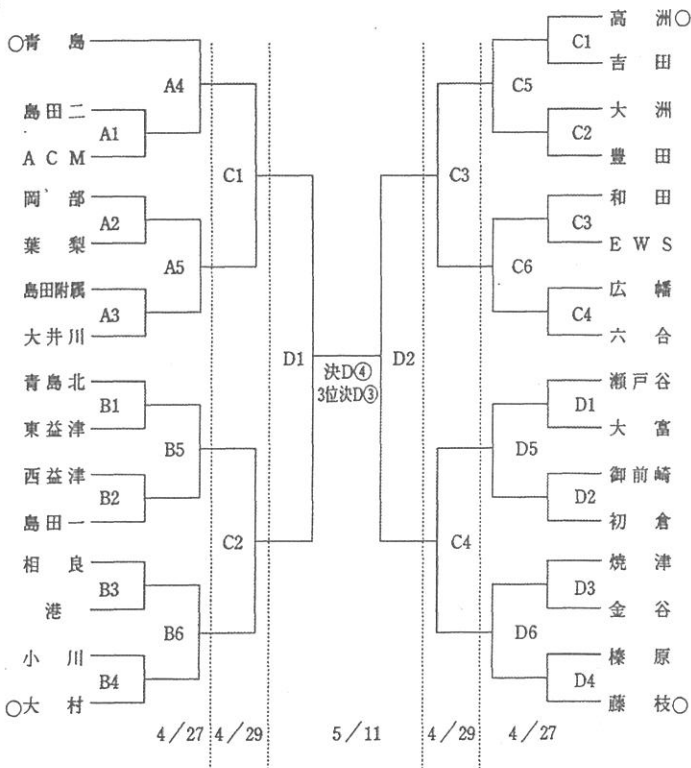 ○青島
島田二
ACM
岡部
葉梨
島田附属
大井川
青島北
東益津
西益津
島田一
相良
港
小川
○大村
A1
A2
A3
B1
B2
B3
B4
A4
A5
B5
B6
C1
C2
D1
決D④
3位決D③
D2
C3
C4
C5
C6
D5
D6
C1
C2
C3
C4
D1
D2
D3
D4
高洲○
吉田
大洲
豊田
和田
EWS
広幡
六合
瀬戸谷
大富
御前崎
初倉
焼津
金谷
榛原
藤枝○
4/27
4/29
5/11
4/29
4/27